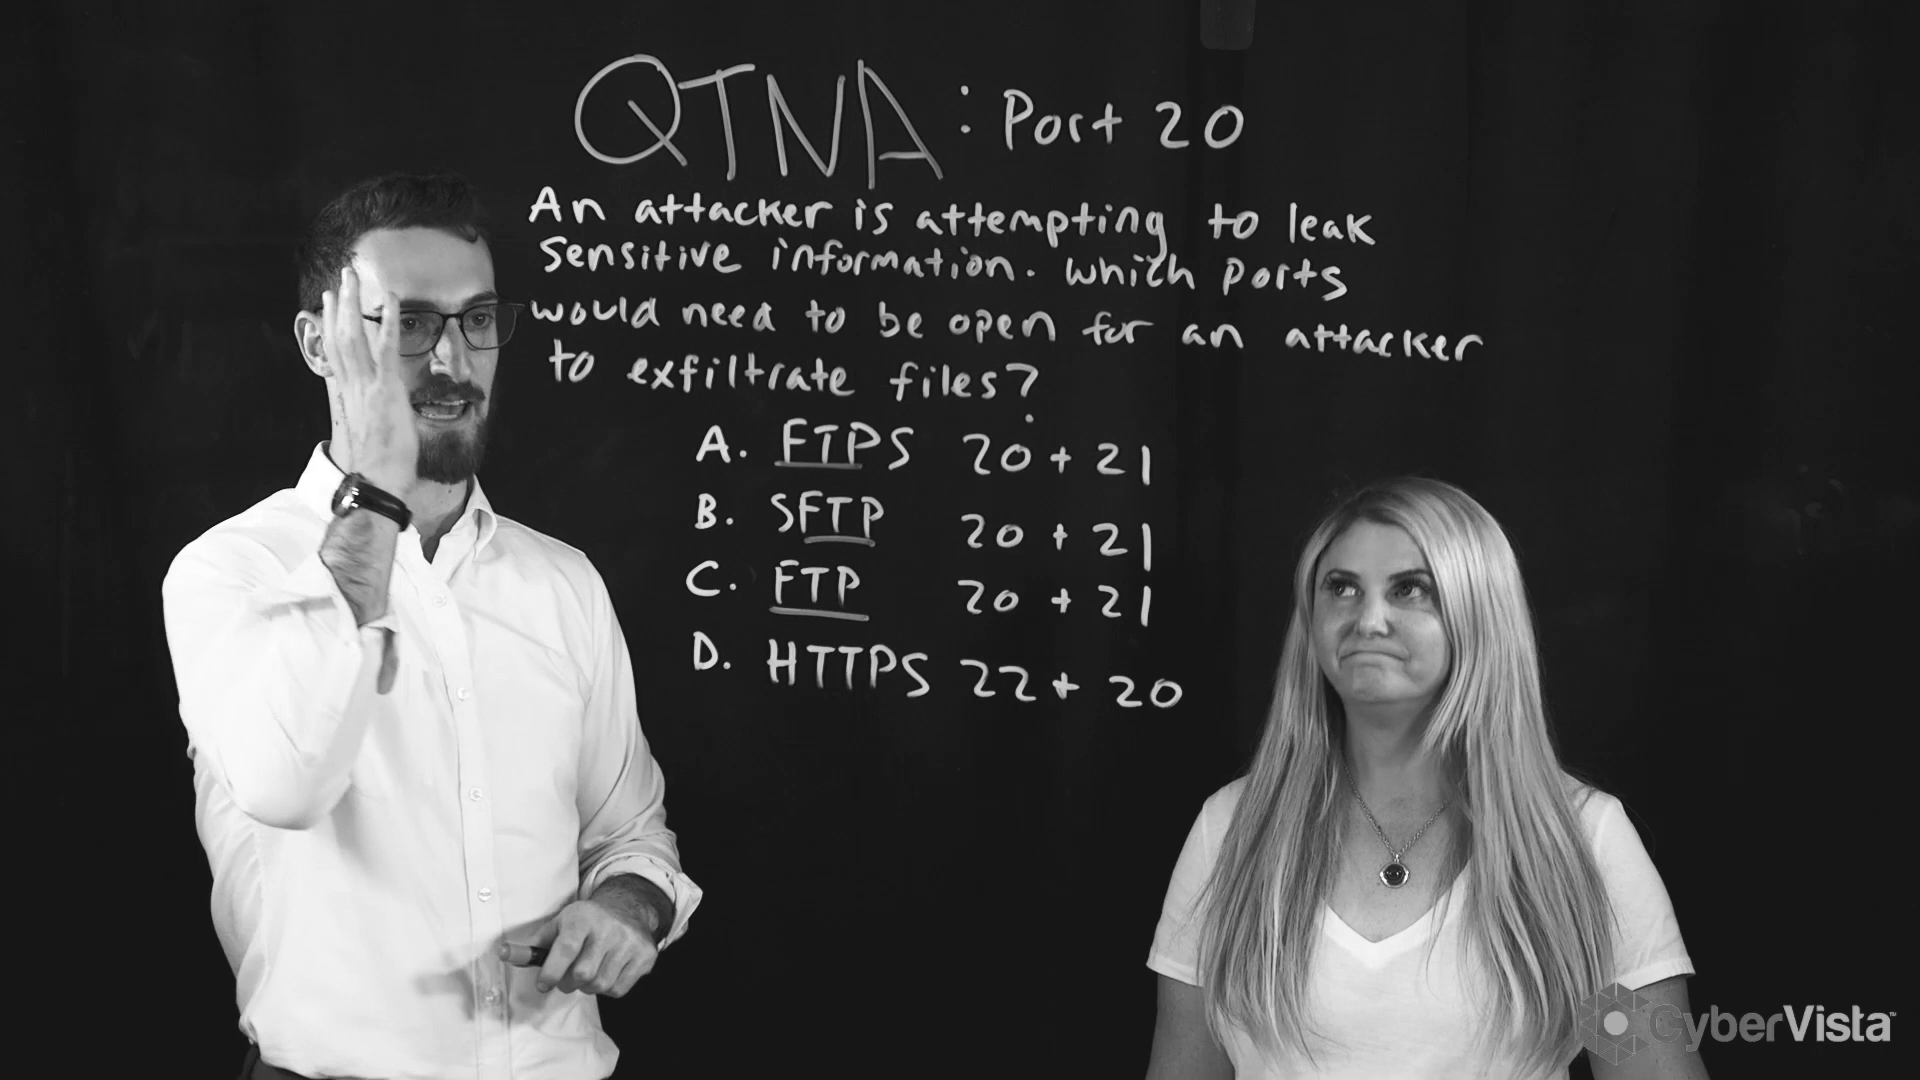 QTNA: Port 20
An attacker is attempting to leak
sensitive information. which ports
would need to be open for an attacker
to exfiltrate files?
A. FTPS 20 + 21
B. SFTP 20 + 21
C. FTP 20 + 21
D. HTTPS 22 + 20
CyberVista™